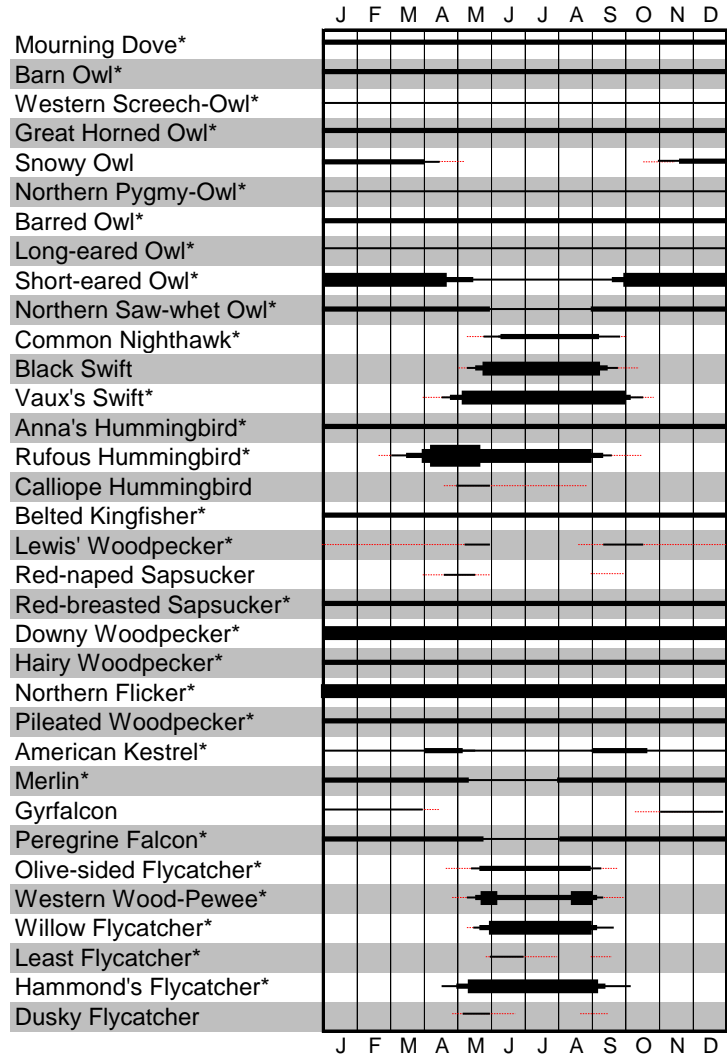 J F M A M J J A S O N D
Mourning Dove*
Barn Owl*
Western Screech-Owl*
Great Horned Owl*
Snowy Owl
Northern Pygmy-Owl*
Barred Owl*
Long-eared Owl*
Short-eared Owl*
Northern Saw-whet Owl*
Common Nighthawk*
Black Swift
Vaux's Swift*
Anna's Hummingbird*
Rufous Hummingbird*
Calliope Hummingbird
Belted Kingfisher*
Lewis' Woodpecker*
Red-naped Sapsucker
Red-breasted Sapsucker*
Downy Woodpecker*
Hairy Woodpecker*
Northern Flicker*
Pileated Woodpecker*
American Kestrel*
Merlin*
Gyrfalcon
Peregrine Falcon*
Olive-sided Flycatcher*
Western Wood-Pewee*
Willow Flycatcher*
Least Flycatcher*
Hammond's Flycatcher*
Dusky Flycatcher
J F M A M J J A S O N D